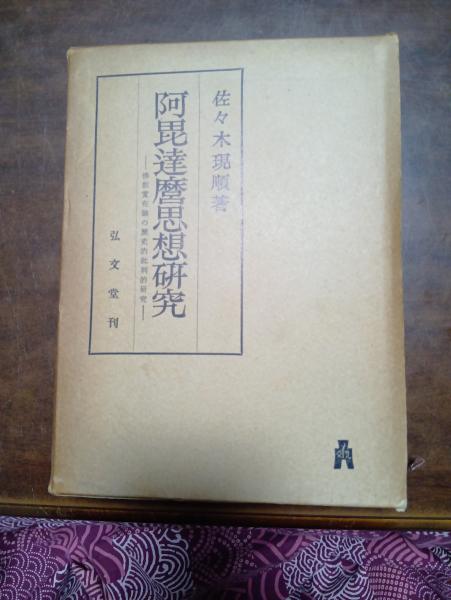 佐々木現順著
阿毘達磨思想研究
―佛教實在論の歴史的批判的研究―
弘文堂刊